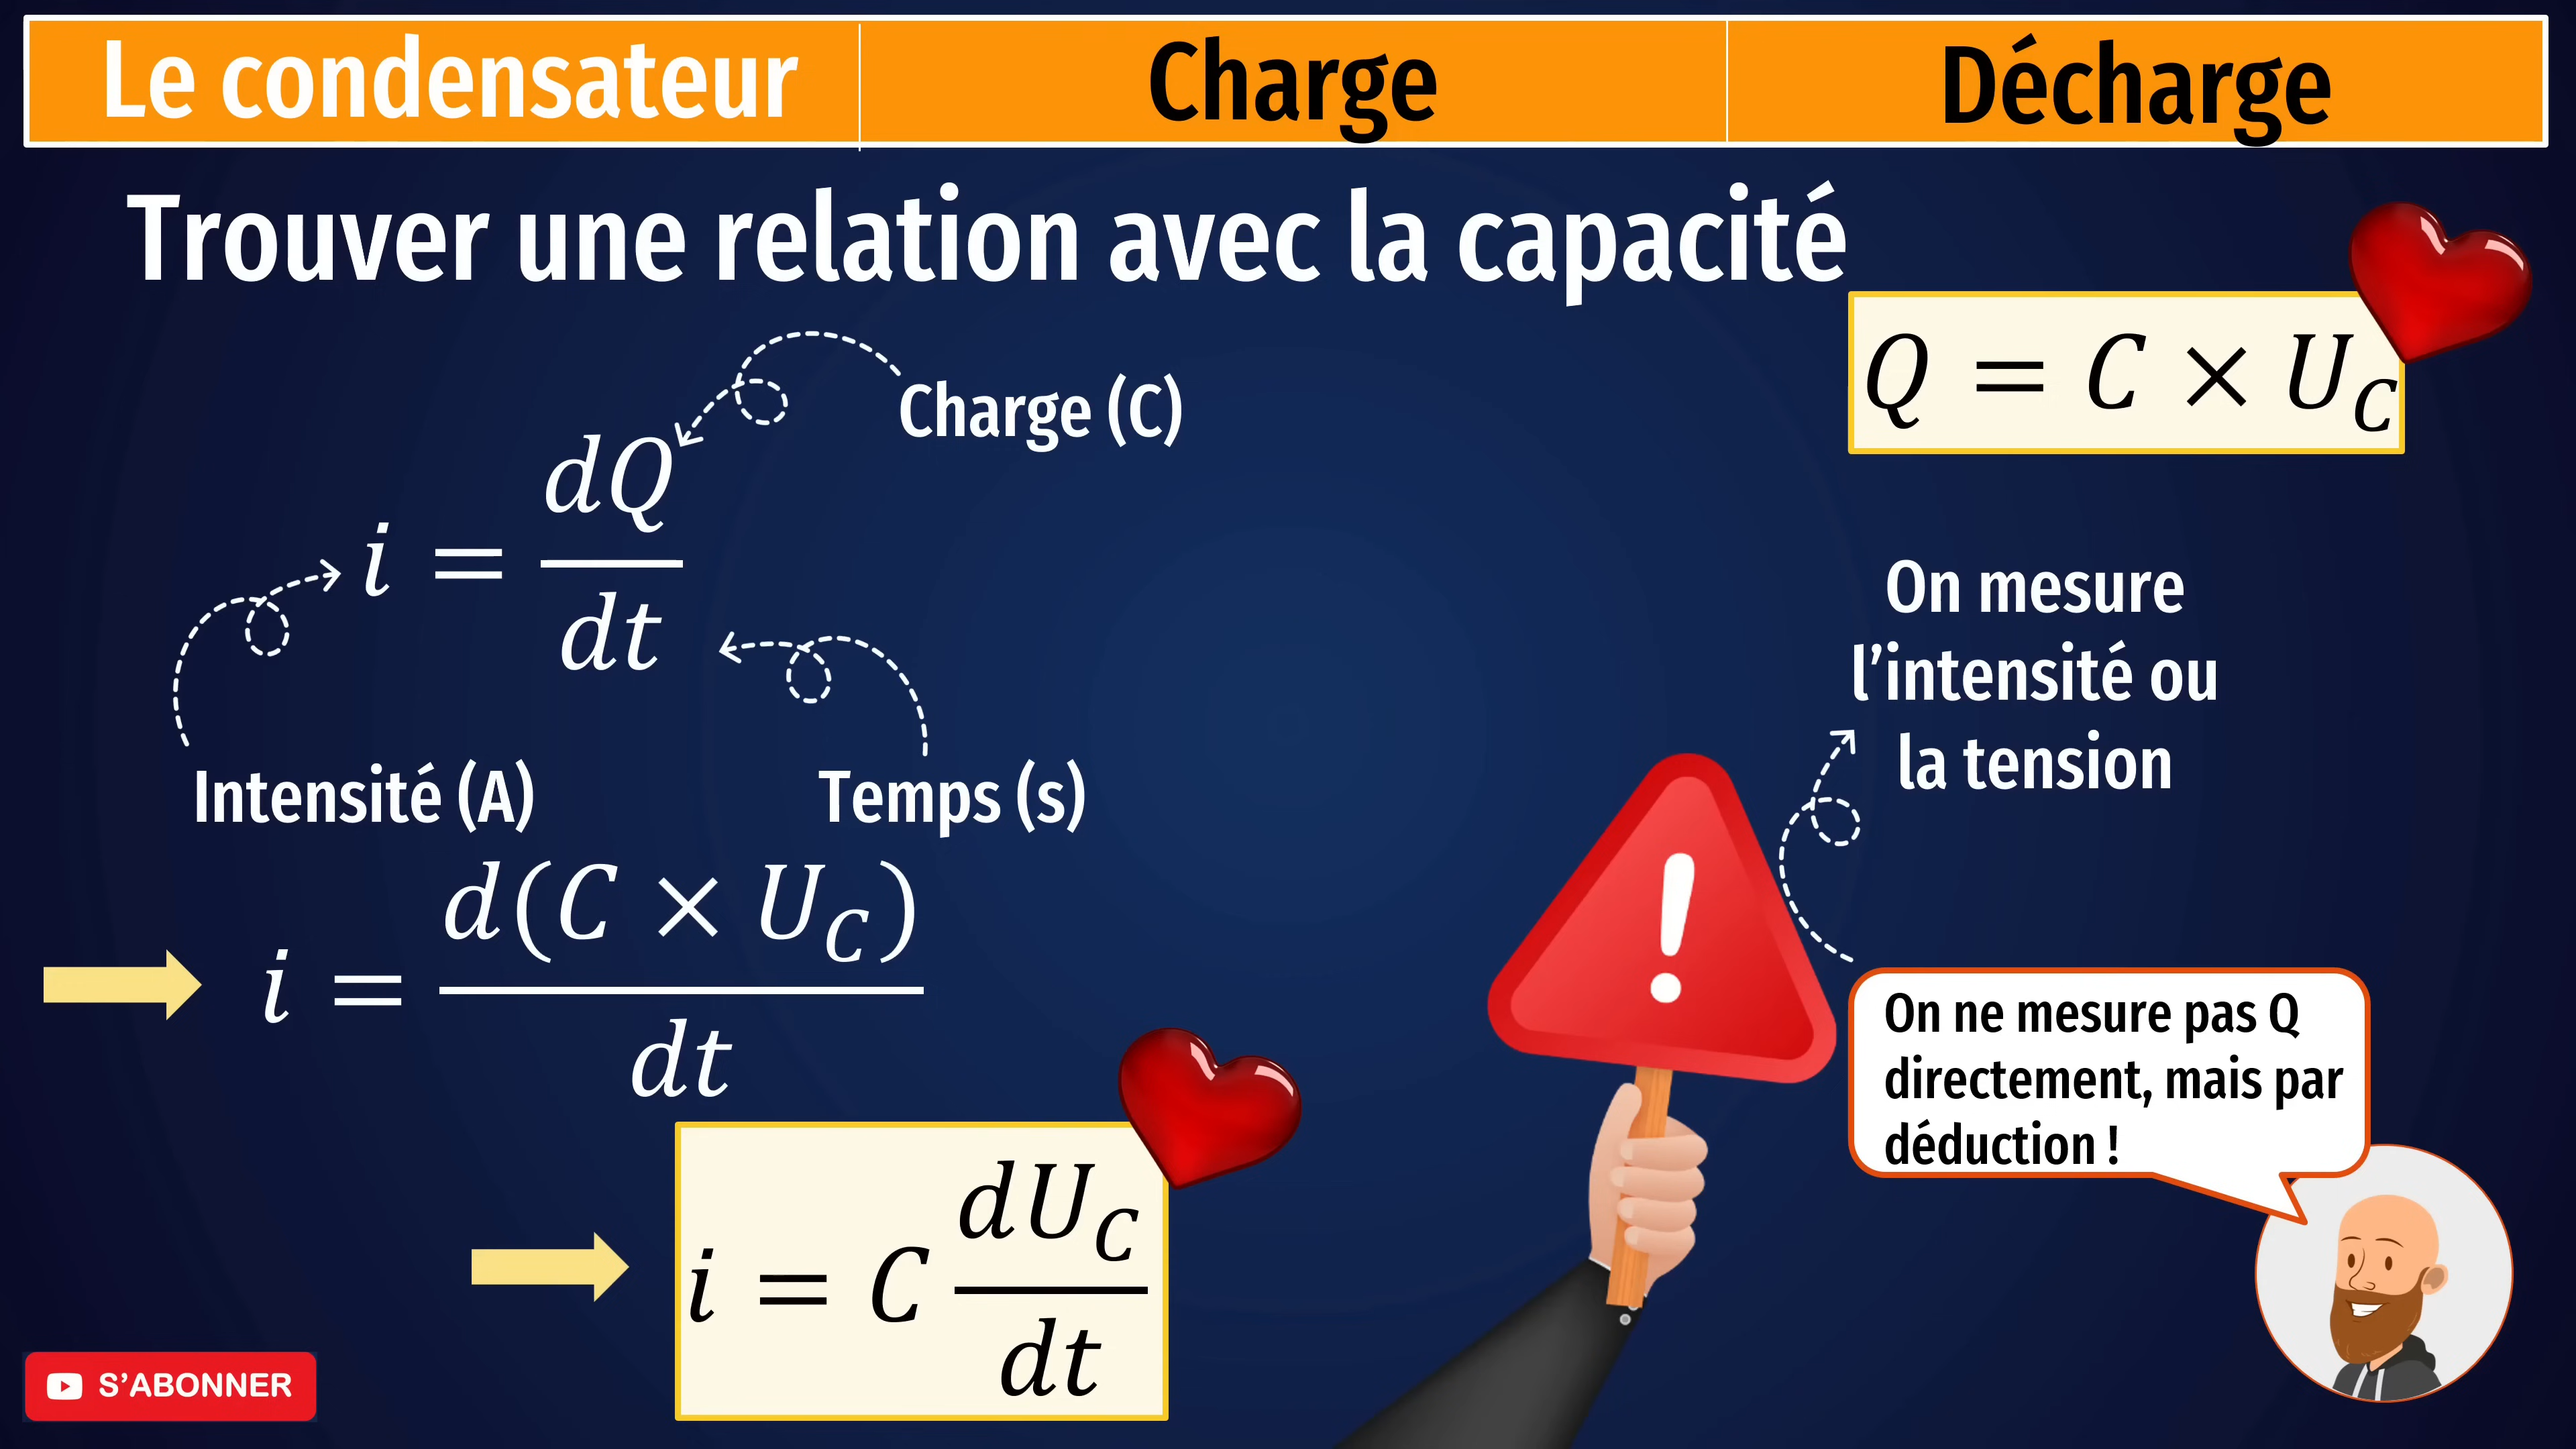 Le condensateur
Charge
Décharge
Trouver une relation avec la capacité
Q = C × U_C
Charge (C)
i = dQ/dt
Intensité (A)
Temps (s)
i = d(C × U_C)/dt
i = C dU_C/dt
On mesure
l’intensité ou
la tension
On ne mesure pas Q
directement, mais par
déduction !
S’ABONNER